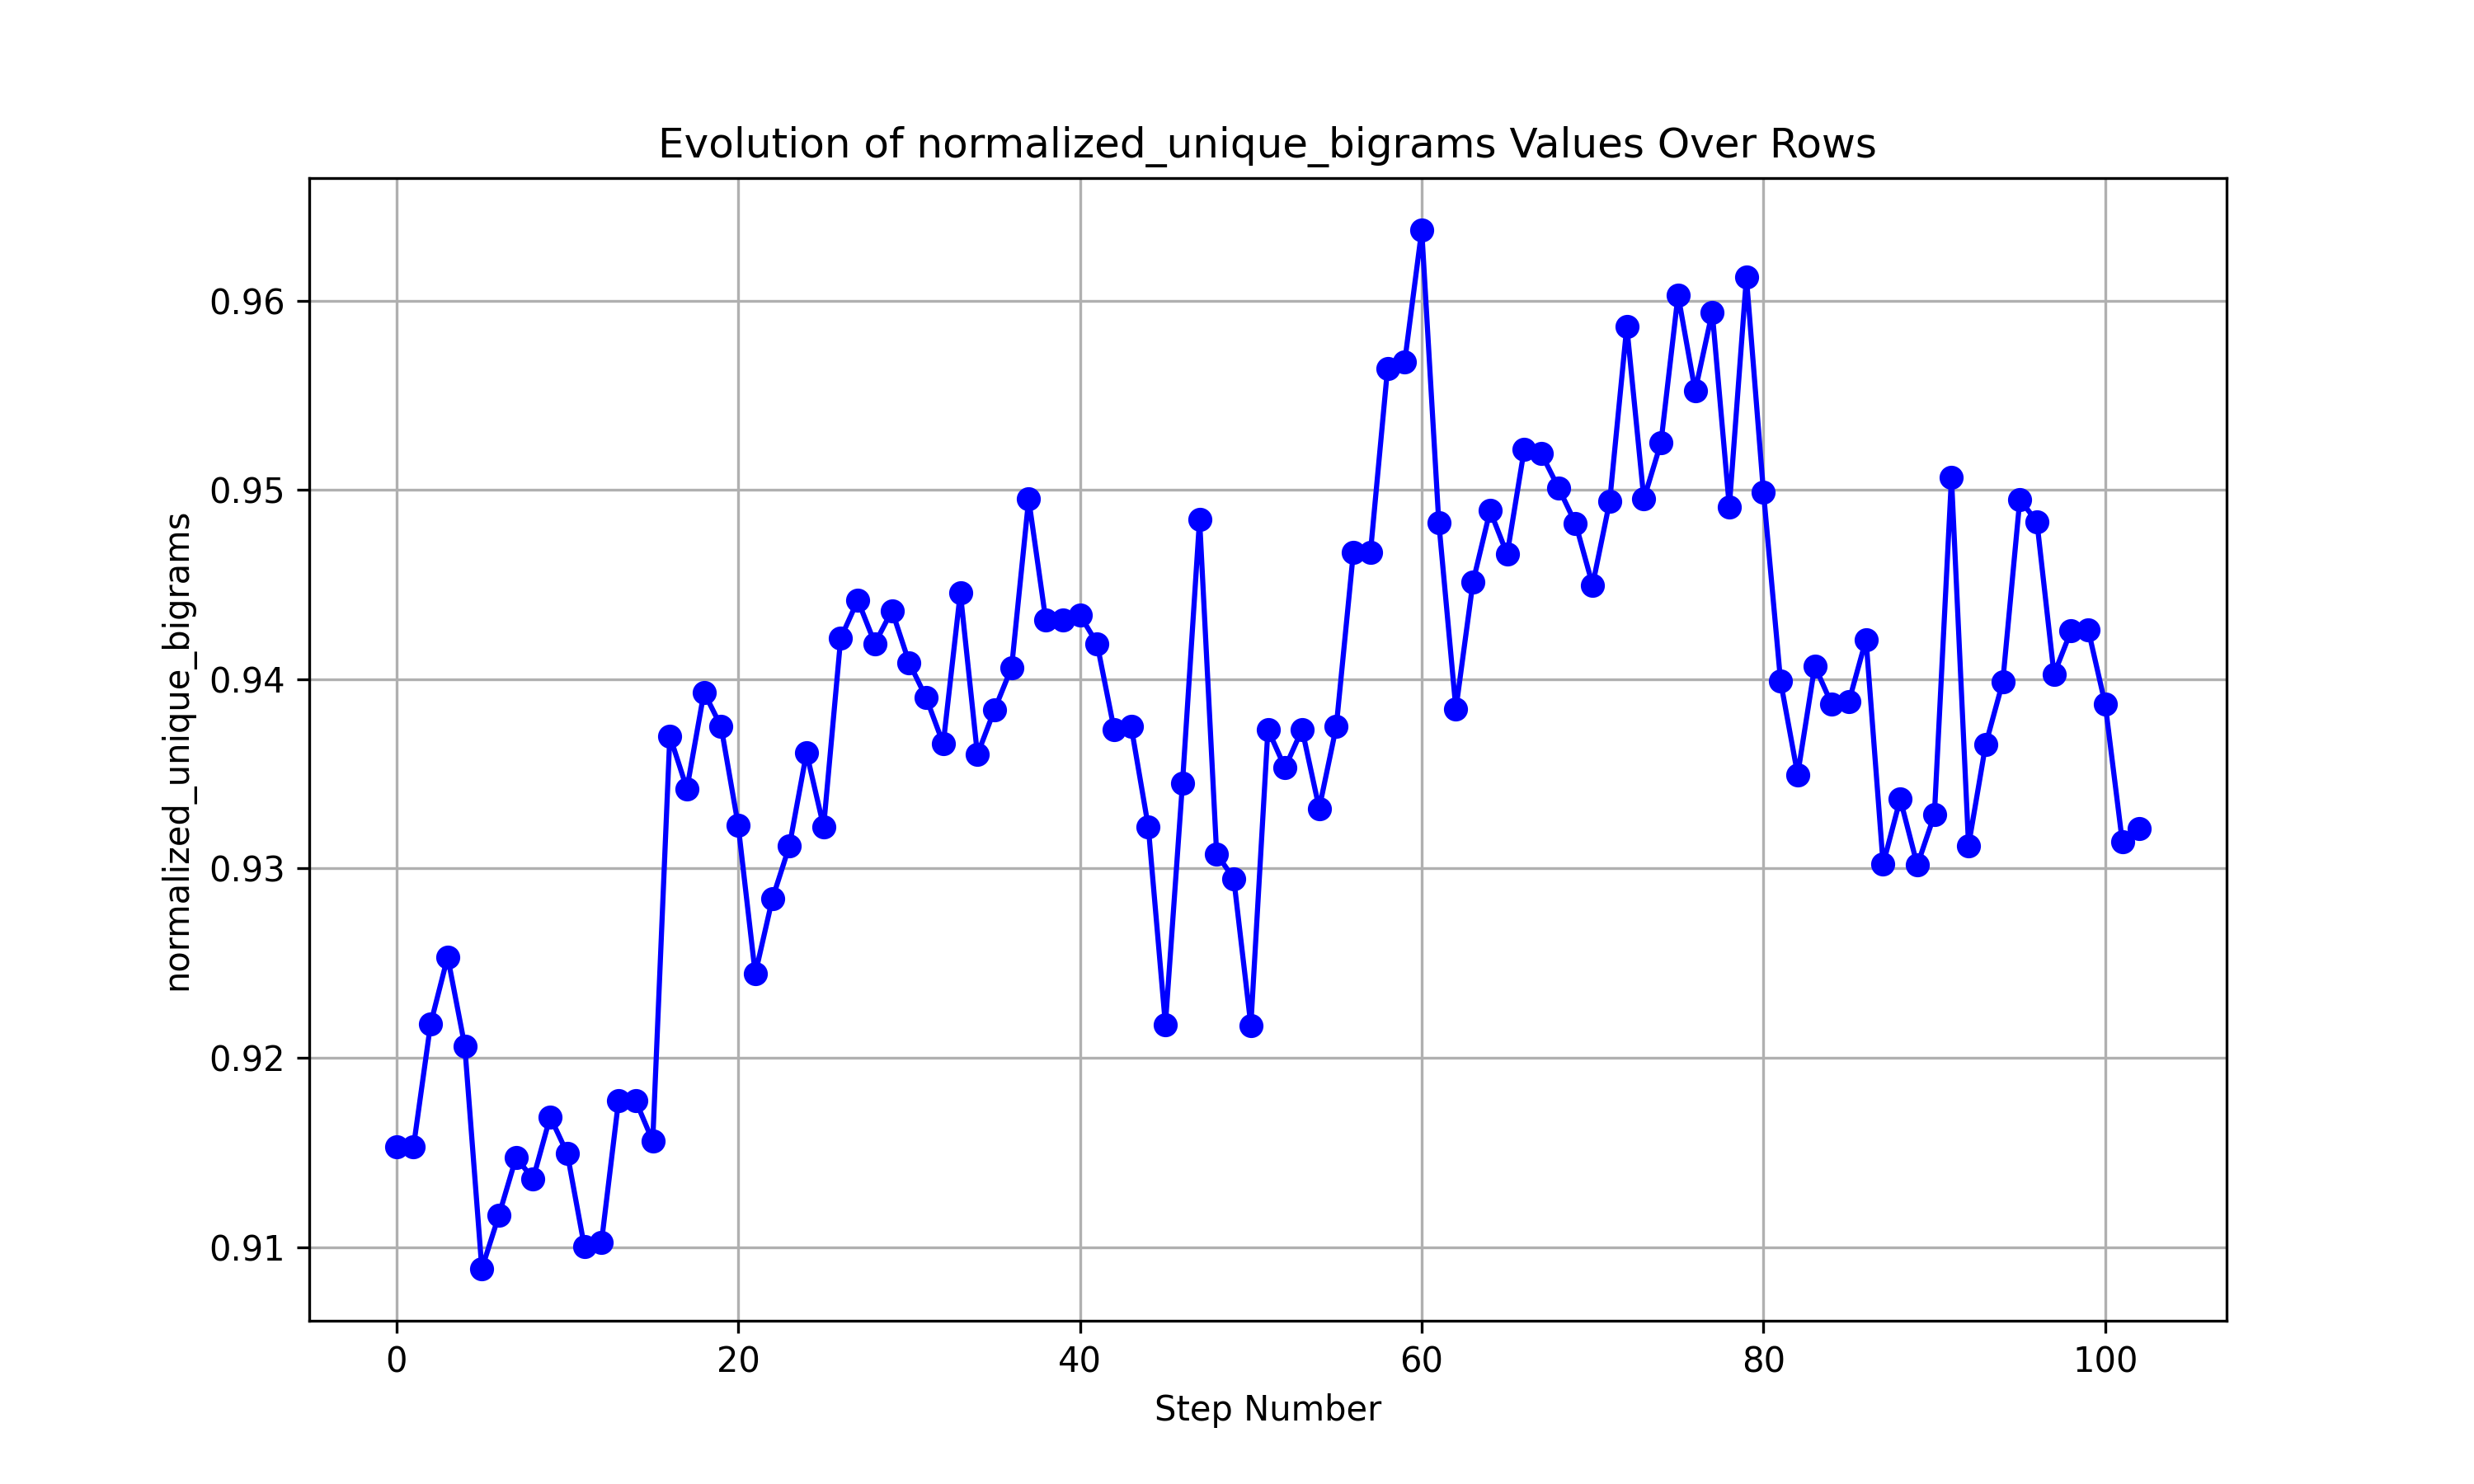 Evolution of normalized_unique_bigrams Values Over Rows
normalized_unique_bigrams
0.96
0.95
0.94
0.93
0.92
0.91
0 20 40 60 80 100
Step Number